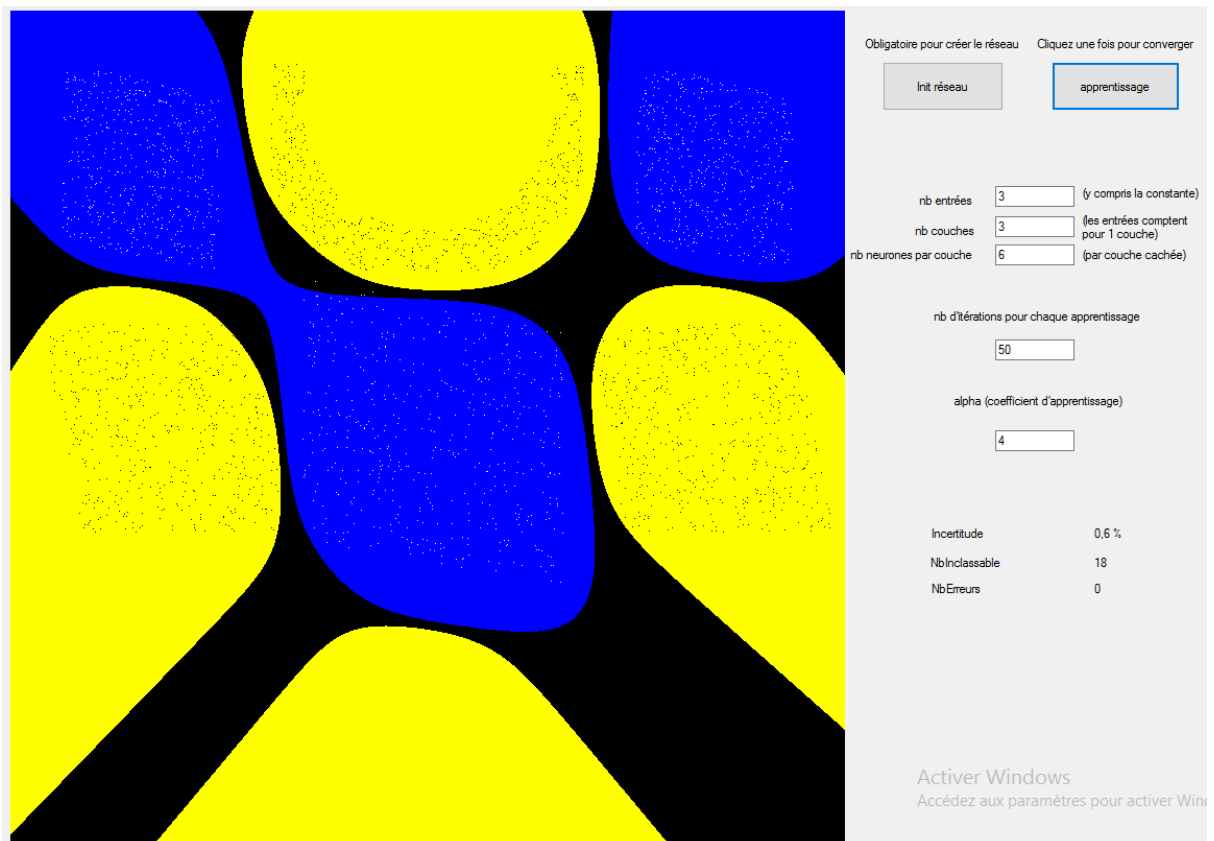 Obligatoire pour créer le réseau
Cliquez une fois pour converger
Init réseau
apprentissage
nb entrées
3
(y compris la constante)
nb couches
3
(les entrées comptent
pour 1 couche)
nb neurones par couche
6
(par couche cachée)
nb d'itérations pour chaque apprentissage
50
alpha (coefficient d'apprentissage)
4
Incertitude
0,6 %
NbInclassable
18
NbErreurs
0
Activer Windows
Accédez aux paramètres pour activer Wind